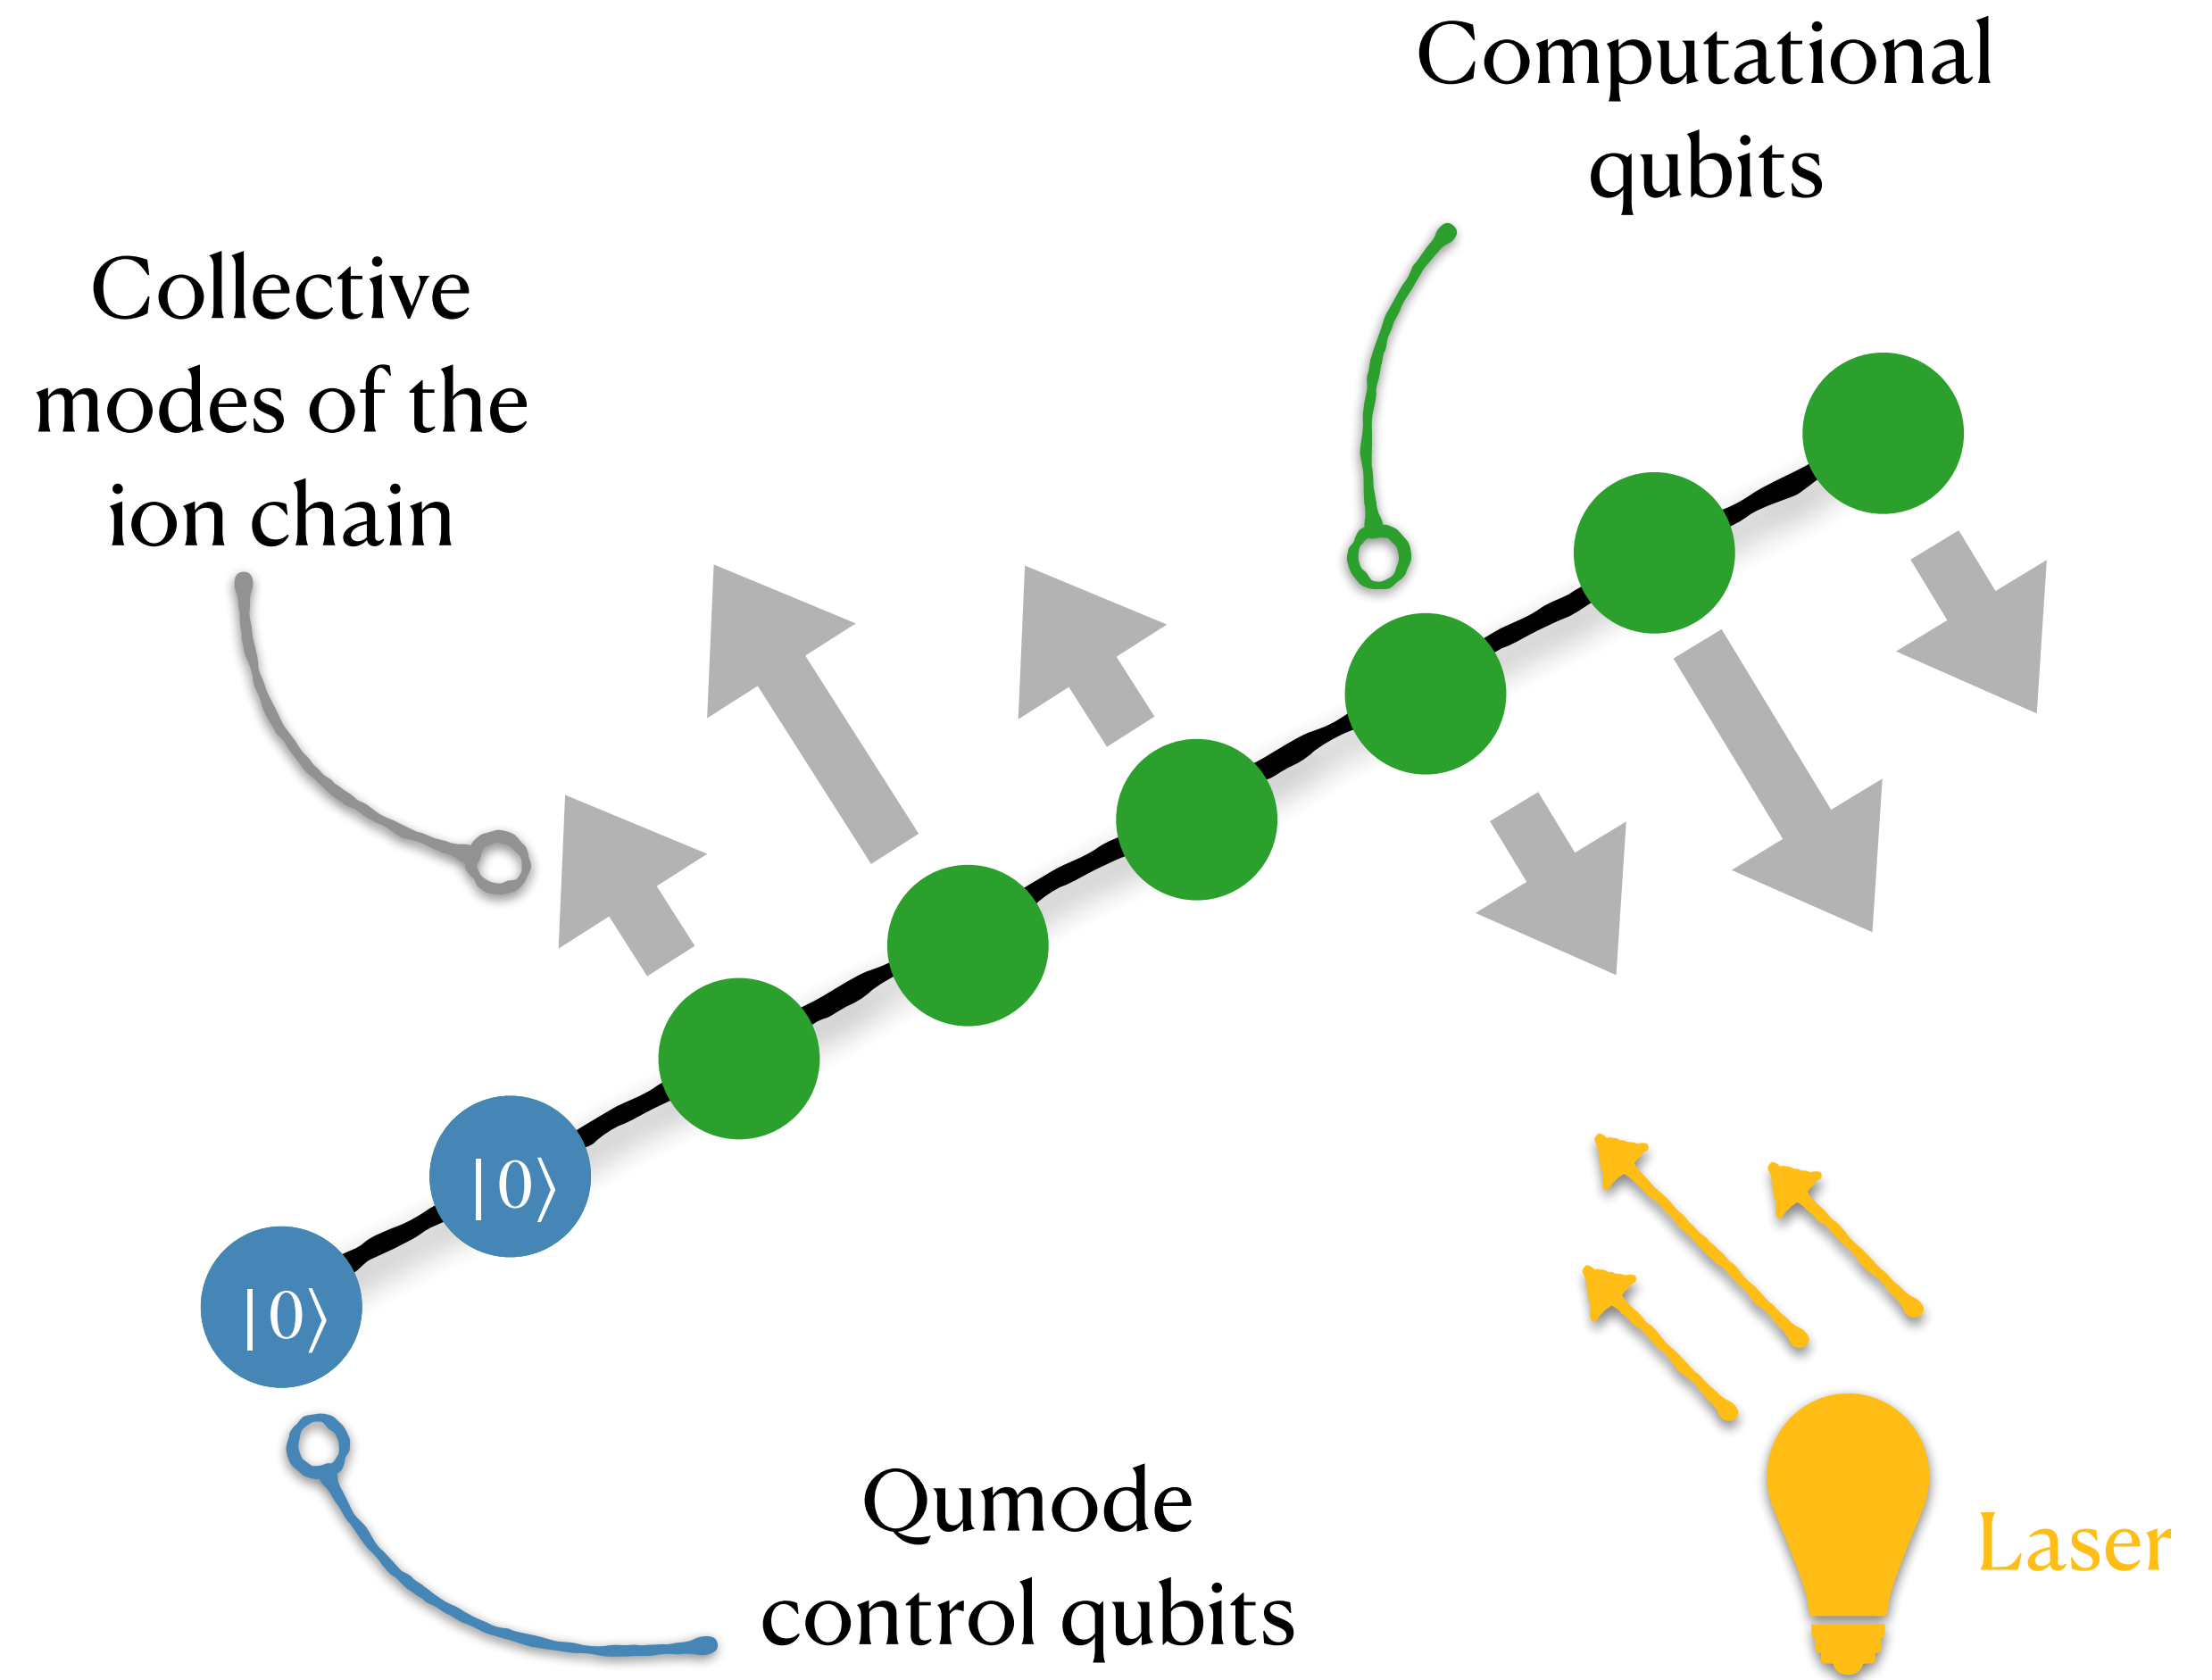 Computational
qubits
Collective
modes of the
ion chain
|0⟩
|0⟩
Qumode
control qubits
Laser